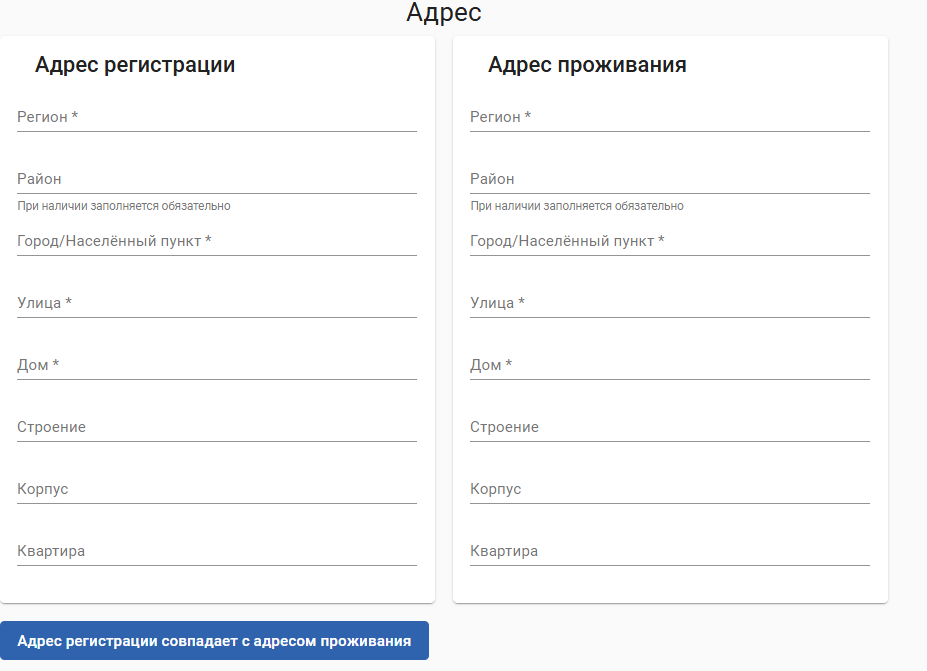 Адрес
Адрес регистрации
Регион *
Район
При наличии заполняется обязательно
Город/Населённый пункт *
Улица *
Дом *
Строение
Корпус
Квартира
Адрес проживания
Регион *
Район
При наличии заполняется обязательно
Город/Населённый пункт *
Улица *
Дом *
Строение
Корпус
Квартира
Адрес регистрации совпадает с адресом проживания